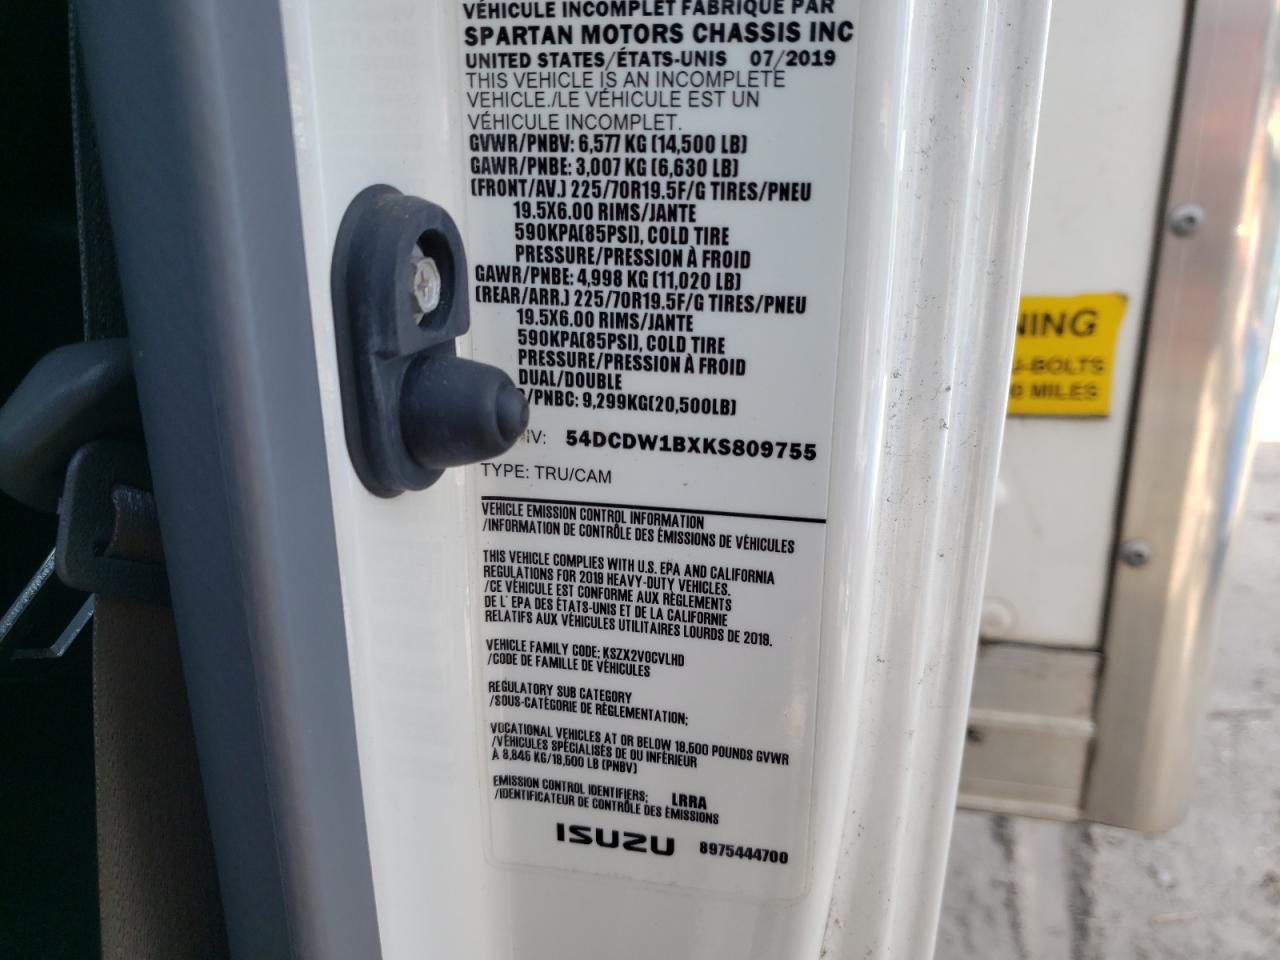 VÉHICULE INCOMPLET FABRIQUÉ PAR
SPARTAN MOTORS CHASSIS INC
UNITED STATES/ÉTATS-UNIS 07/2019
THIS VEHICLE IS AN INCOMPLETE
VEHICLE./LE VÉHICULE EST UN
VÉHICULE INCOMPLET.
GVWR/PNBV: 6,577 KG (14,500 LB)
GAWR/PNBE: 3,007 KG (6,630 LB)
(FRONT/AV.) 225/70R19.5F/G TIRES/PNEU
19.5X6.00 RIMS/JANTE
590KPA(85PSI), COLD TIRE
PRESSURE/PRESSION À FROID
GAWR/PNBE: 4,998 KG (11,020 LB)
(REAR/ARR.) 225/70R19.5F/G TIRES/PNEU
19.5X6.00 RIMS/JANTE
590KPA(85PSI), COLD TIRE
PRESSURE/PRESSION À FROID
DUAL/DOUBLE
/PNBC: 9,299KG(20,500LB)
IV: 54DCDW1BXKS809755
TYPE: TRU/CAM
VEHICLE EMISSION CONTROL INFORMATION
/INFORMATION DE CONTRÔLE DES ÉMISSIONS DE VÉHICULES
THIS VEHICLE COMPLIES WITH U.S. EPA AND CALIFORNIA
REGULATIONS FOR 2019 HEAVY-DUTY VEHICLES.
/CE VÉHICULE EST CONFORME AUX RÈGLEMENTS
DE L' EPA DES ÉTATS-UNIS ET DE LA CALIFORNIE
RELATIFS AUX VÉHICULES UTILITAIRES LOURDS DE 2019.
VEHICLE FAMILY CODE: KSZX2VOCVLHD
/CODE DE FAMILLE DE VÉHICULES
REGULATORY SUB CATEGORY
/SOUS-CATÉGORIE DE RÈGLEMENTATION:
VOCATIONAL VEHICLES AT OR BELOW 19,500 POUNDS GVWR
/VÉHICULES SPÉCIALISÉS DE OU INFÉRIEUR
À 8,845 KG/19,500 LB (PNBV)
EMISSION CONTROL IDENTIFIERS: LRRA
/IDENTIFICATEUR DE CONTRÔLE DES ÉMISSIONS
ISUZU 8975444700
NING
-BOLTS
MILES